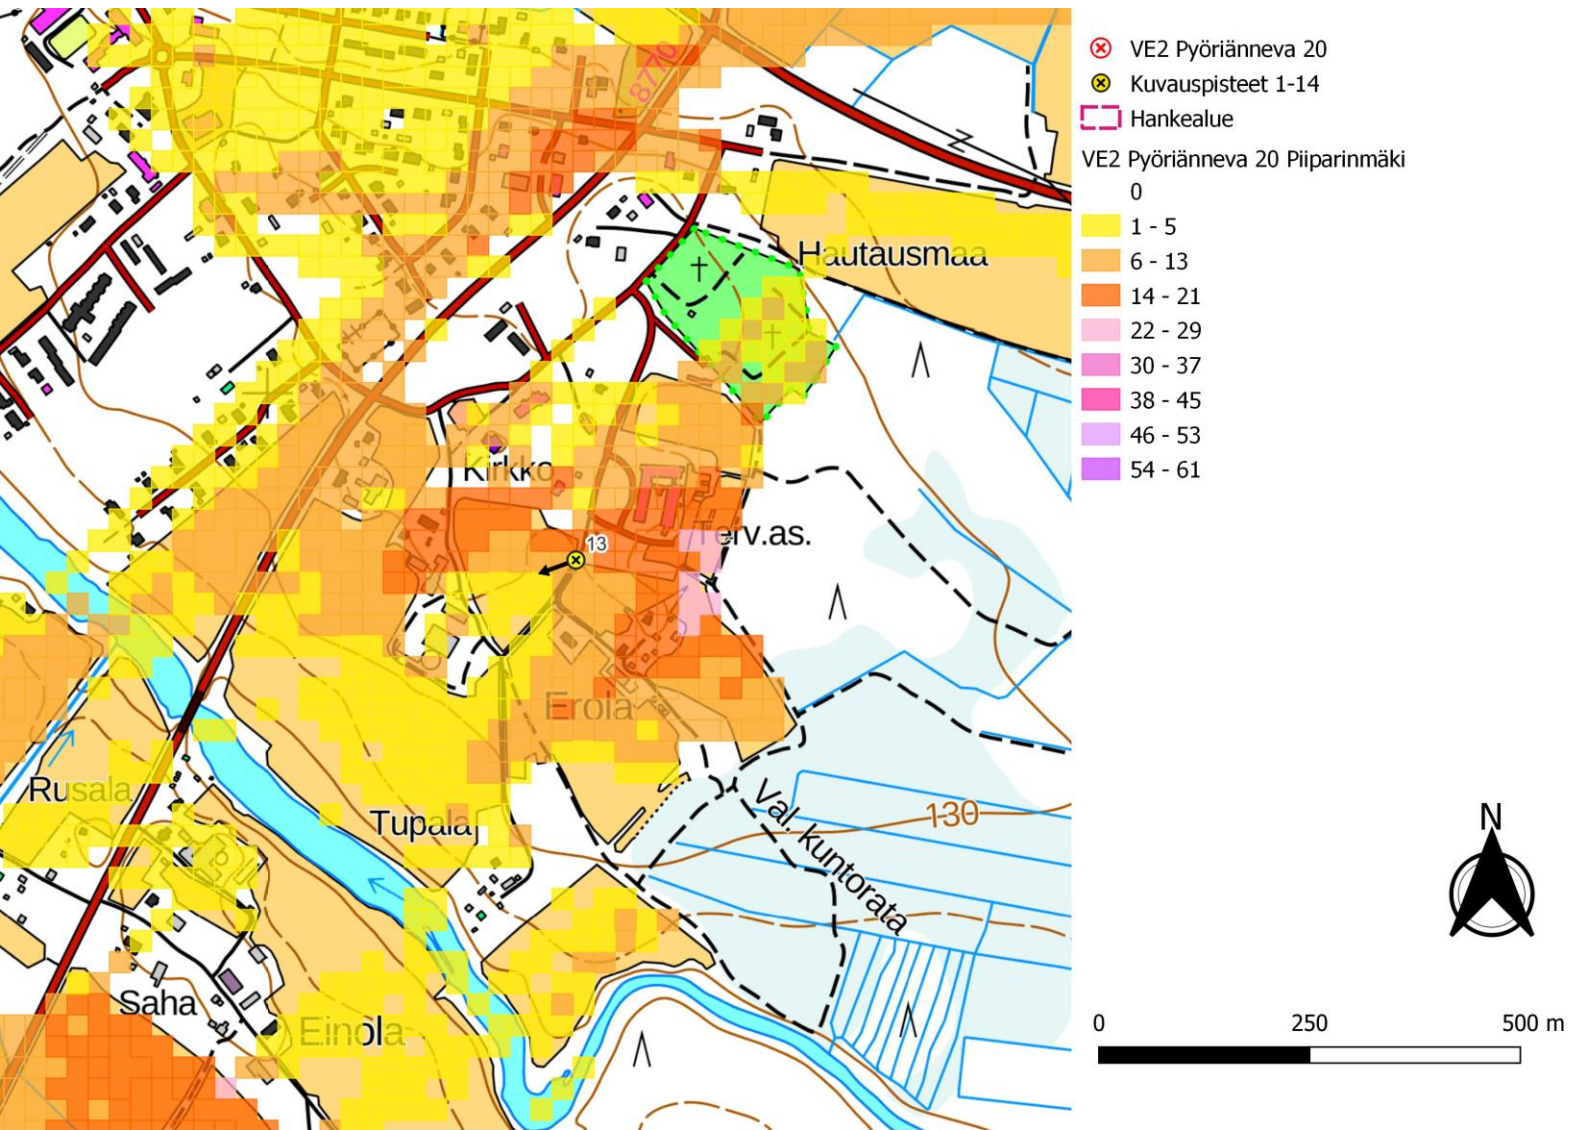 8770
Hautausmaa
Kirkko
Terv.as.
13
Erola
Rusala
Tupala
Val. kuntorata
130
Saha
Einola
VE2 Pyöriänneva 20
Kuvauspisteet 1-14
Hankealue
VE2 Pyöriänneva 20 Piiparinmäki
0
1 - 5
6 - 13
14 - 21
22 - 29
30 - 37
38 - 45
46 - 53
54 - 61
N
0 250 500 m